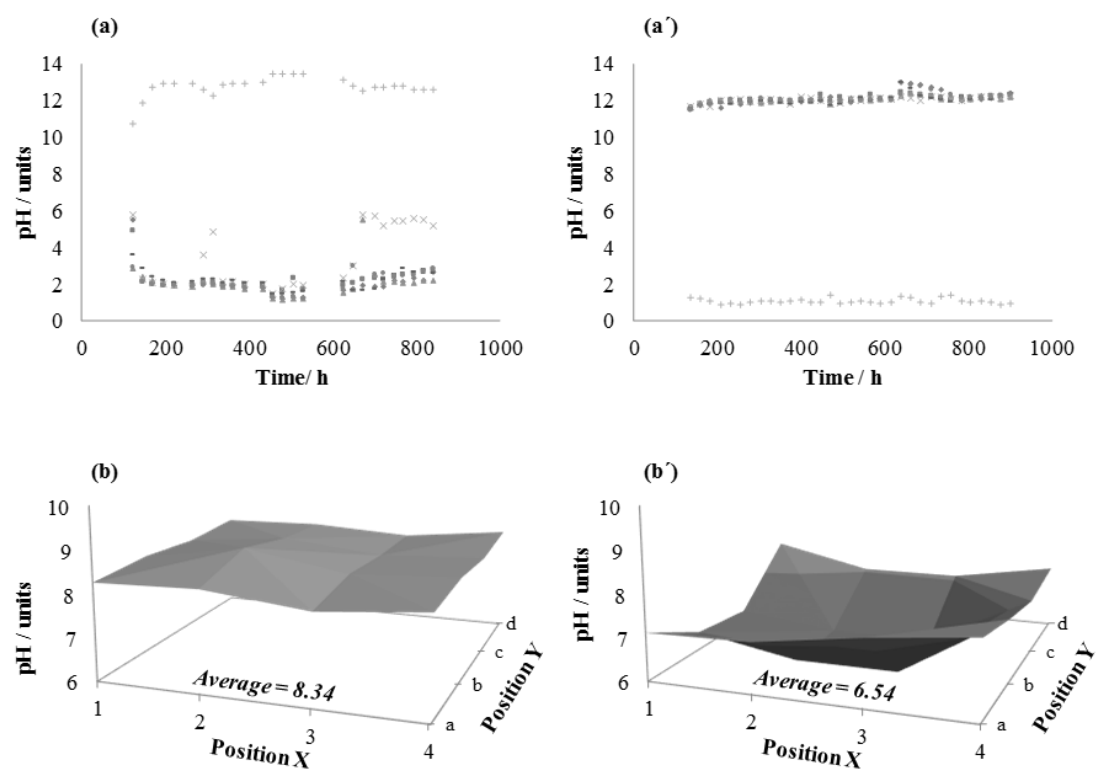 (a)
14
12
10
8
6
4
2
0
pH / units
0 200 400 600 800 1000
Time/ h
(a´)
14
12
10
8
6
4
2
0
pH / units
0 200 400 600 800 1000
Time / h
(b)
10
9
8
7
6
pH / units
1 2 3 4
Position X
a
b
c
d
Position Y
Average = 8.34
(b´)
10
9
8
7
6
pH / units
1 2 3 4
Position X
a
b
c
d
Position Y
Average = 6.54